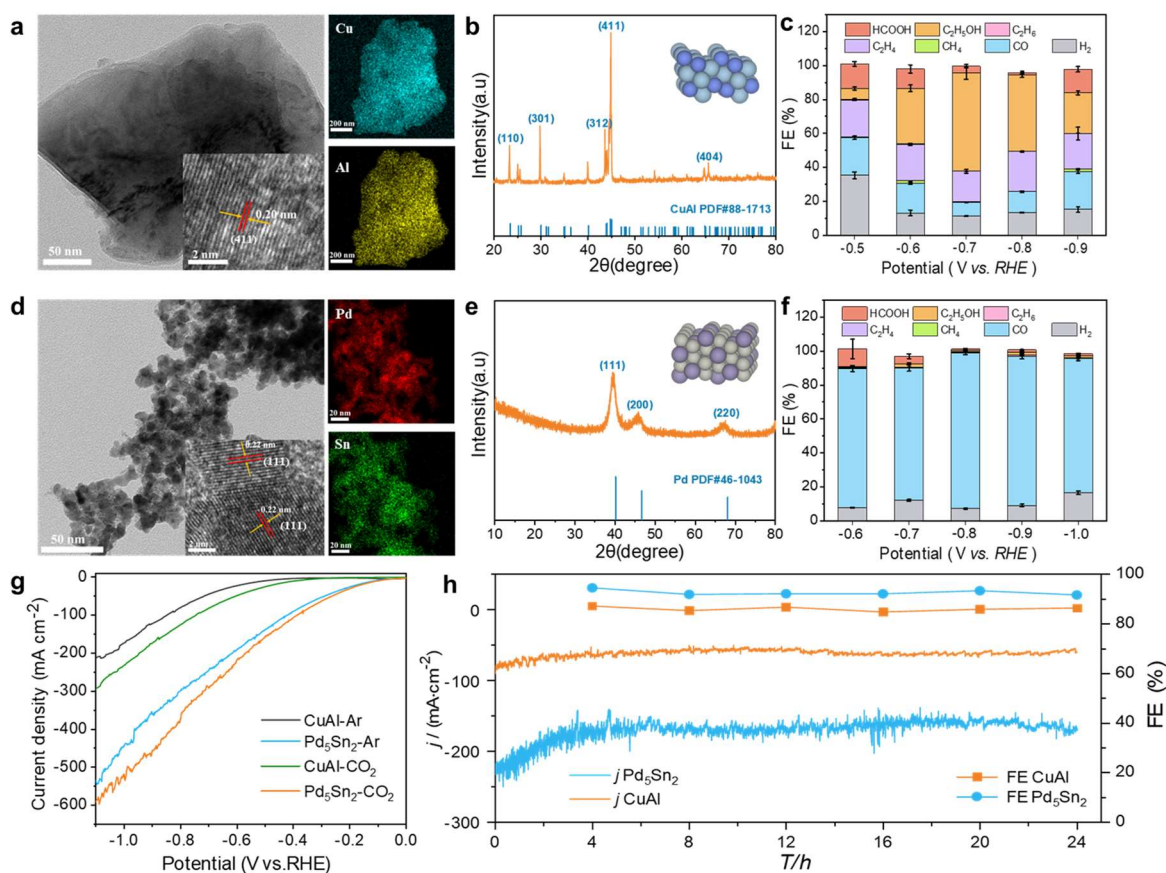 a
Cu
200 nm
Al
200 nm
0.20 nm
(411)
2 nm
50 nm
b
Intensity(a.u)
(411)
(110)
(301)
(312)
(404)
CuAl PDF#88-1713
20 30 40 50 60 70 80
2θ(degree)
c
HCOOH C₂H₅OH C₂H₆
C₂H₄ CH₄ CO H₂
FE (%)
120
100
80
60
40
20
0
-0.5 -0.6 -0.7 -0.8 -0.9
Potential (V vs. RHE)
d
Pd
20 nm
Sn
20 nm
0.22 nm
(111)
0.22 nm
(111)
2 nm
50 nm
e
Intensity(a.u)
(111)
(200)
(220)
Pd PDF#46-1043
10 20 30 40 50 60 70 80
2θ(degree)
f
HCOOH C₂H₅OH C₂H₆
C₂H₄ CH₄ CO H₂
FE (%)
120
100
80
60
40
20
0
-0.6 -0.7 -0.8 -0.9 -1.0
Potential (V vs. RHE)
g
Current density (mA cm⁻²)
0
-100
-200
-300
-400
-500
-600
CuAl-Ar
Pd₅Sn₂-Ar
CuAl-CO₂
Pd₅Sn₂-CO₂
-1.0 -0.8 -0.6 -0.4 -0.2 0.0
Potential (V vs.RHE)
h
j / (mA·cm⁻²)
0
-100
-200
-300
j Pd₅Sn₂
j CuAl
FE CuAl
FE Pd₅Sn₂
100
80
60
40
20
0
FE (%)
4 8 12 16 20 24
T/h